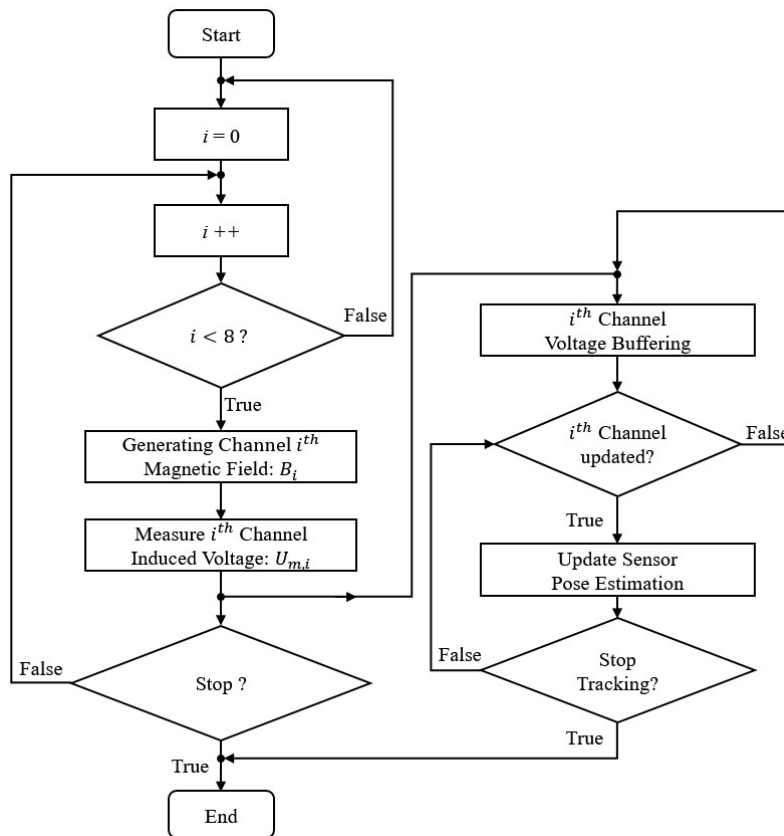 Start
i = 0
i ++
i < 8 ?
False
True
Generating Channel i^th
Magnetic Field: B_i
Measure i^th Channel
Induced Voltage: U_m,i
False
Stop ?
True
End
i^th Channel
Voltage Buffering
i^th Channel
updated?
False
True
Update Sensor
Pose Estimation
False
Stop
Tracking?
True